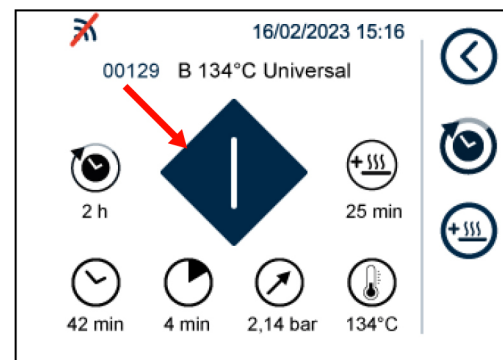 16/02/2023 15:16
00129 B 134°C Universal
2 h
25 min
42 min
4 min
2,14 bar
134°C